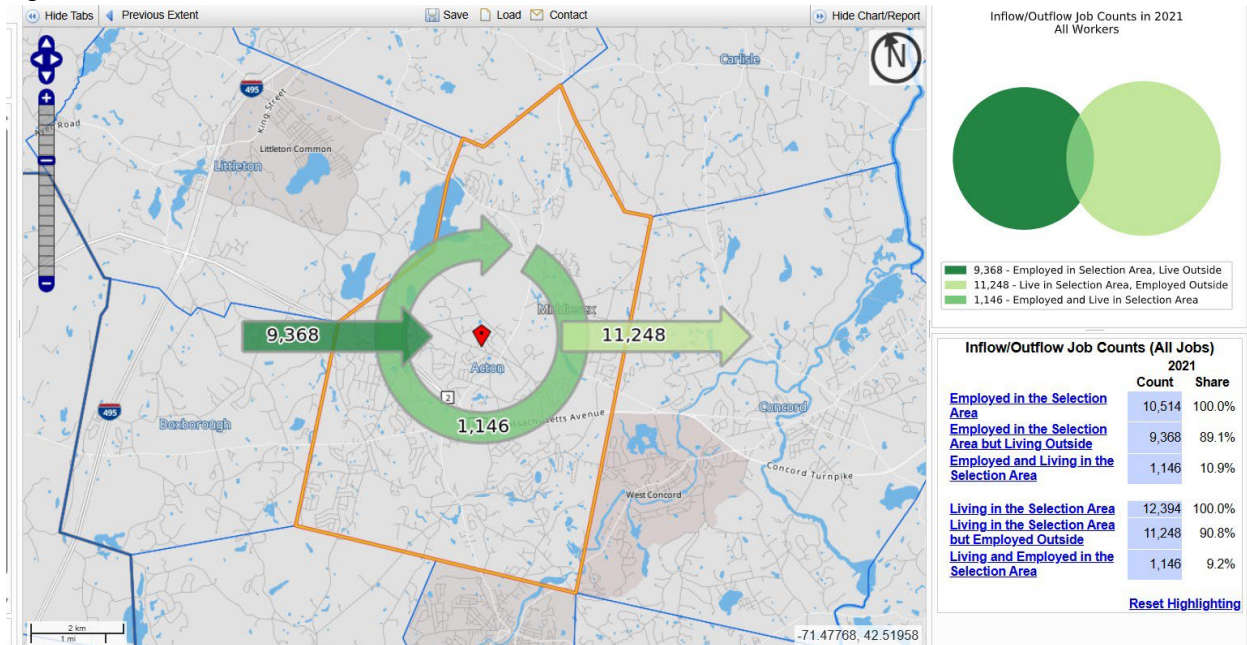 Hide Tabs
Previous Extent
Save
Load
Contact
Hide Chart/Report
N
Carlisle
495
King Street
Road
Littleton Common
Littleton
9,368
Middlesex
11,248
Acton
2
1,146
Massachusetts Avenue
495
Boxborough
Concord
Concord Turnpike
West Concord
2 km
1 mi
-71.47768, 42.51958
Inflow/Outflow Job Counts in 2021
All Workers
9,368 - Employed in Selection Area, Live Outside
11,248 - Live in Selection Area, Employed Outside
1,146 - Employed and Live in Selection Area
Inflow/Outflow Job Counts (All Jobs)
2021
Count Share
Employed in the Selection
Area 10,514 100.0%
Employed in the Selection
Area but Living Outside 9,368 89.1%
Employed and Living in the
Selection Area 1,146 10.9%
Living in the Selection Area 12,394 100.0%
Living in the Selection Area
but Employed Outside 11,248 90.8%
Living and Employed in the
Selection Area 1,146 9.2%
Reset Highlighting